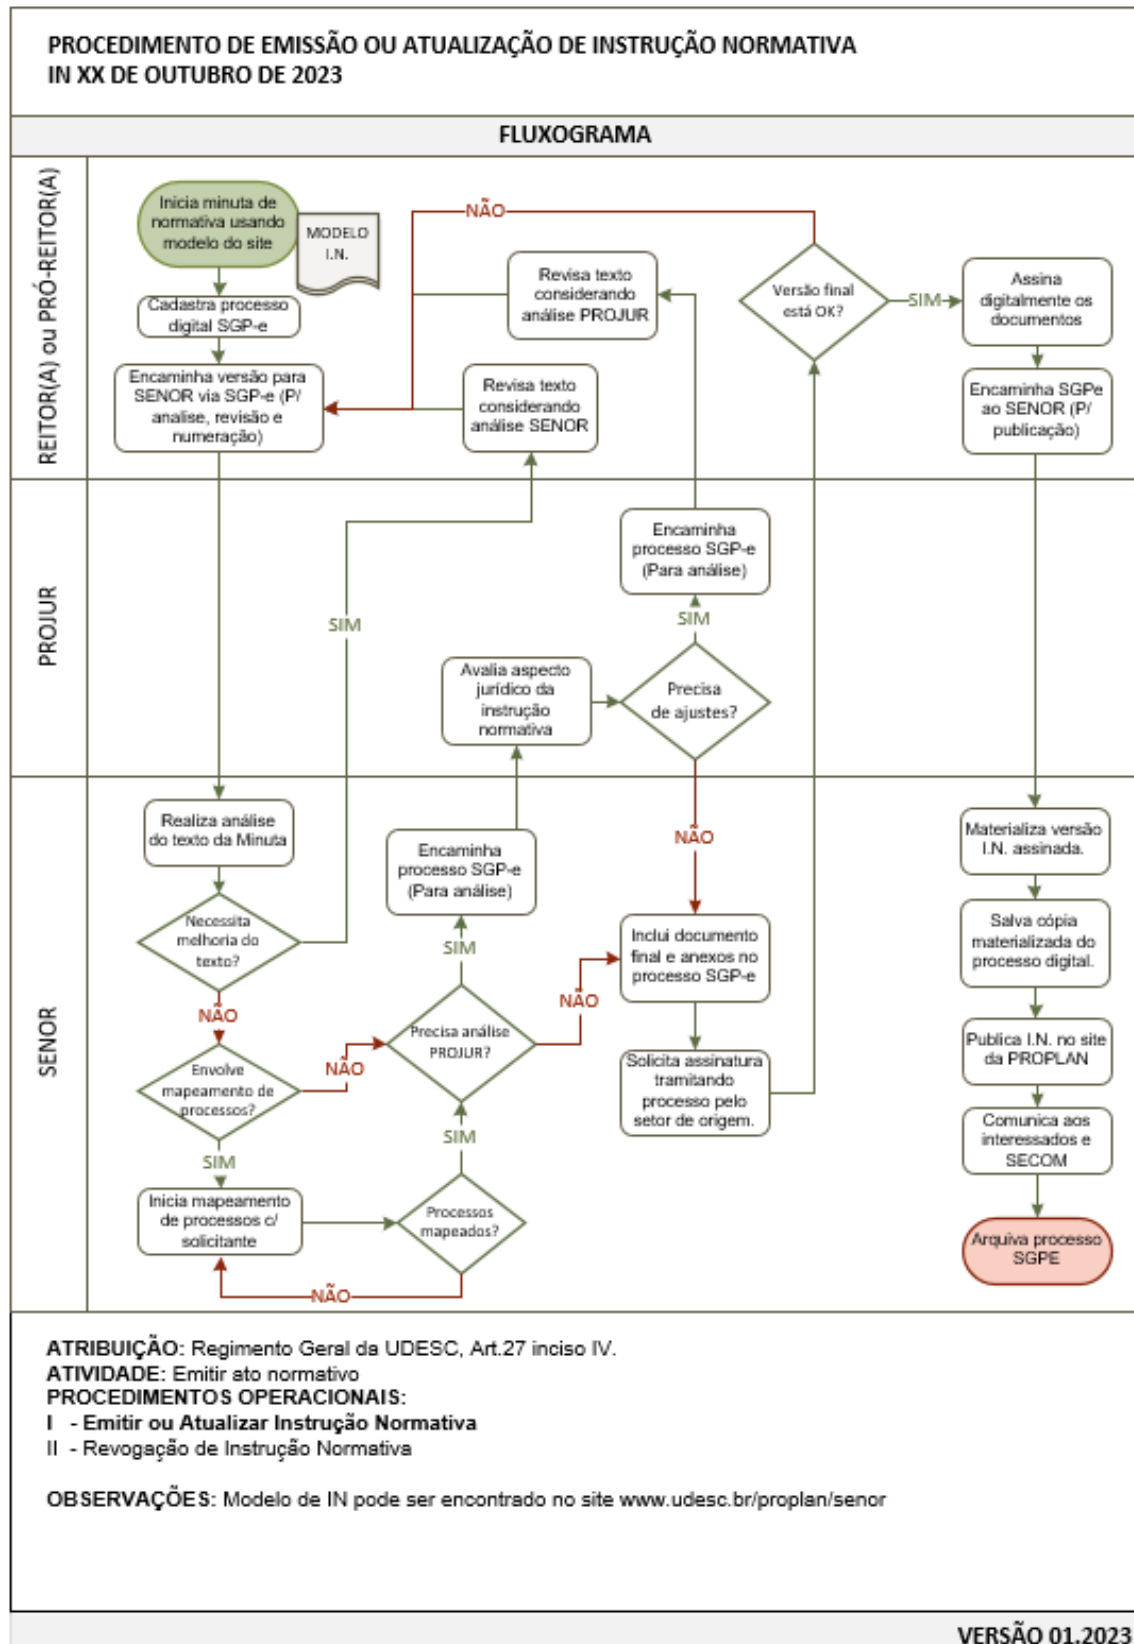 PROCEDIMENTO DE EMISSÃO OU ATUALIZAÇÃO DE INSTRUÇÃO NORMATIVA
IN XX DE OUTUBRO DE 2023
FLUXOGRAMA
REITOR(A) ou PRÓ-REITOR(A)
Inicia minuta de
normativa usando
modelo do site
MODELO
I.N.
Cadastra processo
digital SGP-e
Encaminha versão para
SENOR via SGP-e (P/
analise, revisão e
numeração)
NÃO
Revisa texto
considerando
análise PROJUR
Revisa texto
considerando
análise SENOR
Versão final
está OK?
SIM
Assina
digitalmente os
documentos
Encaminha SGPe
ao SENOR (P/
publicação)
PROJUR
SIM
Encaminha
processo SGP-e
(Para análise)
SIM
Avalia aspecto
jurídico da
instrução
normativa
Precisa
de ajustes?
NÃO
SENOR
Realiza análise
do texto da Minuta
Necessita
melhoria do
texto?
NÃO
Envolve
mapeamento de
processos?
NÃO
SIM
Inicia mapeamento
de processos c/
solicitante
Encaminha
processo SGP-e
(Para análise)
SIM
Precisa análise
PROJUR?
NÃO
SIM
Processos
mapeados?
NÃO
Inclui documento
final e anexos no
processo SGP-e
Solicita assinatura
tramitando
processo pelo
setor de origem.
Materializa versão
I.N. assinada.
Salva cópia
materializada do
processo digital.
Publica I.N. no site
da PROPLAN
Comunica aos
interessados e
SECOM
Arquiva processo
SGPE
ATRIBUIÇÃO: Regimento Geral da UDESC, Art.27 inciso IV.
ATIVIDADE: Emitir ato normativo
PROCEDIMENTOS OPERACIONAIS:
I - Emitir ou Atualizar Instrução Normativa
II - Revogação de Instrução Normativa
OBSERVAÇÕES: Modelo de IN pode ser encontrado no site www.udesc.br/proplan/senor
VERSÃO 01.2023